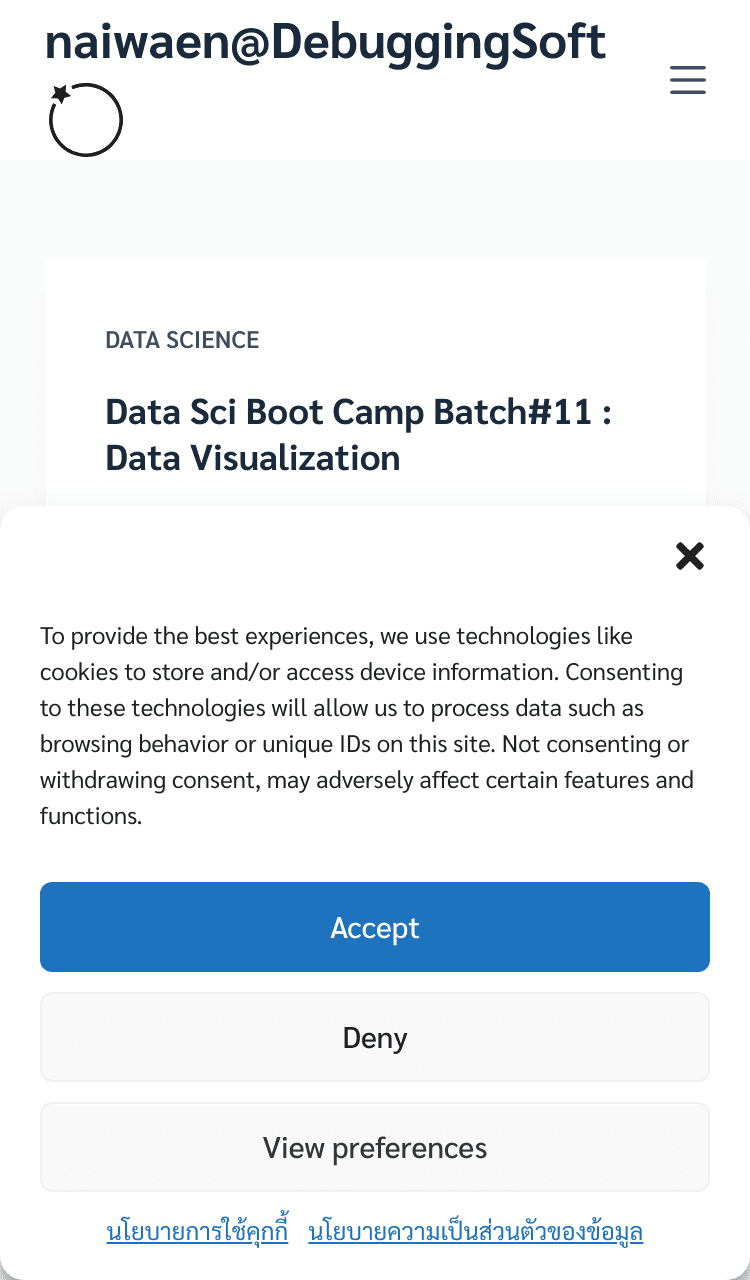 naiwaen@DebuggingSoft
DATA SCIENCE
Data Sci Boot Camp Batch#11 :
Data Visualization
To provide the best experiences, we use technologies like
cookies to store and/or access device information. Consenting
to these technologies will allow us to process data such as
browsing behavior or unique IDs on this site. Not consenting or
withdrawing consent, may adversely affect certain features and
functions.
Accept
Deny
View preferences
นโยบายการใช้คุกกี้ นโยบายความเป็นส่วนตัวของข้อมูล